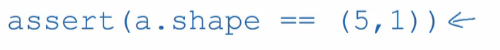 assert(a.shape == (5,1)) ←